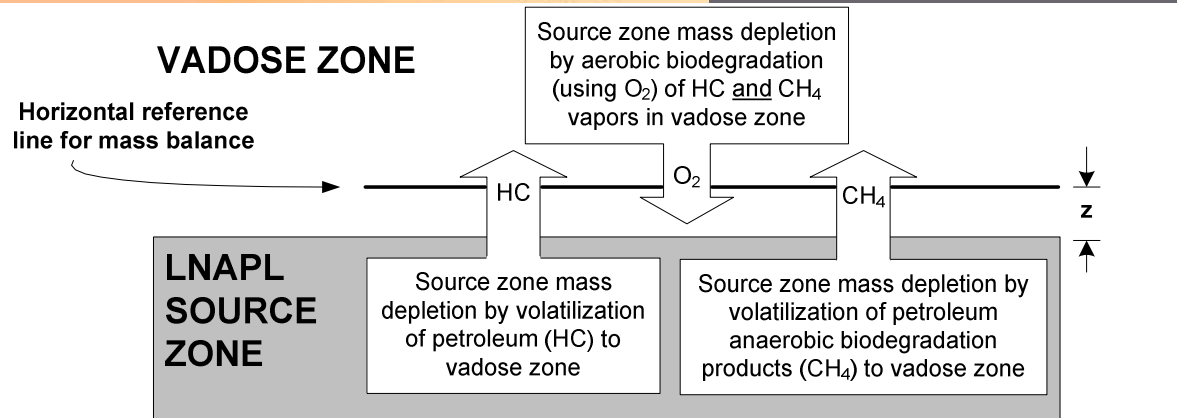 VADOSE ZONE
Horizontal reference
line for mass balance
Source zone mass depletion
by aerobic biodegradation
(using O₂) of HC and CH₄
vapors in vadose zone
HC
O₂
CH₄
z
LNAPL
SOURCE
ZONE
Source zone mass
depletion by volatilization
of petroleum (HC) to
vadose zone
Source zone mass depletion by
volatilization of petroleum
anaerobic biodegradation
products (CH₄) to vadose zone